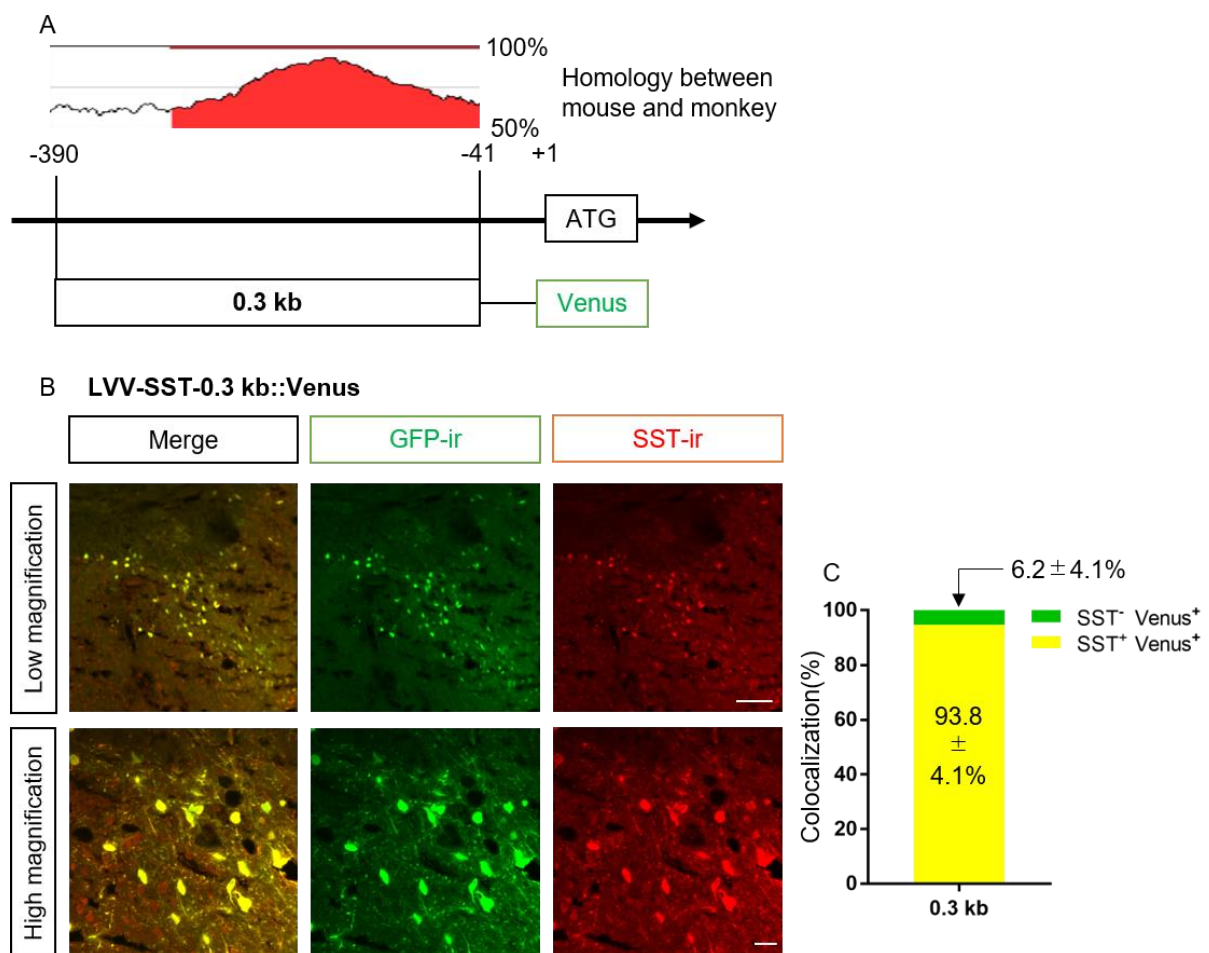 A
100%
Homology between
mouse and monkey
50%
-390
-41
+1
ATG
0.3 kb
Venus
B
LVV-SST-0.3 kb::Venus
Merge
GFP-ir
SST-ir
Low magnification
High magnification
C
6.2 ± 4.1%
SST⁻ Venus⁺
SST⁺ Venus⁺
Colocalization(%)
100
80
60
40
20
0
93.8
±
4.1%
0.3 kb